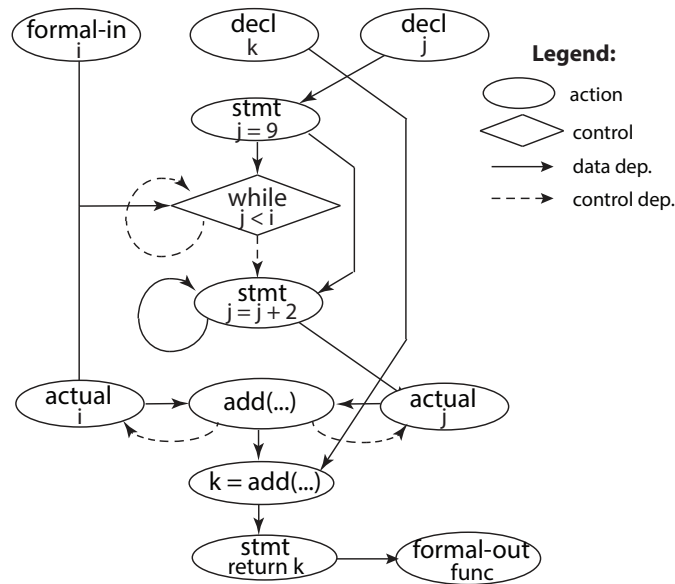 formal-in
i
decl
k
decl
j
Legend:
action
control
data dep.
control dep.
stmt
j = 9
while
j < i
stmt
j = j + 2
actual
i
add(...)
actual
j
k = add(...)
stmt
return k
formal-out
func